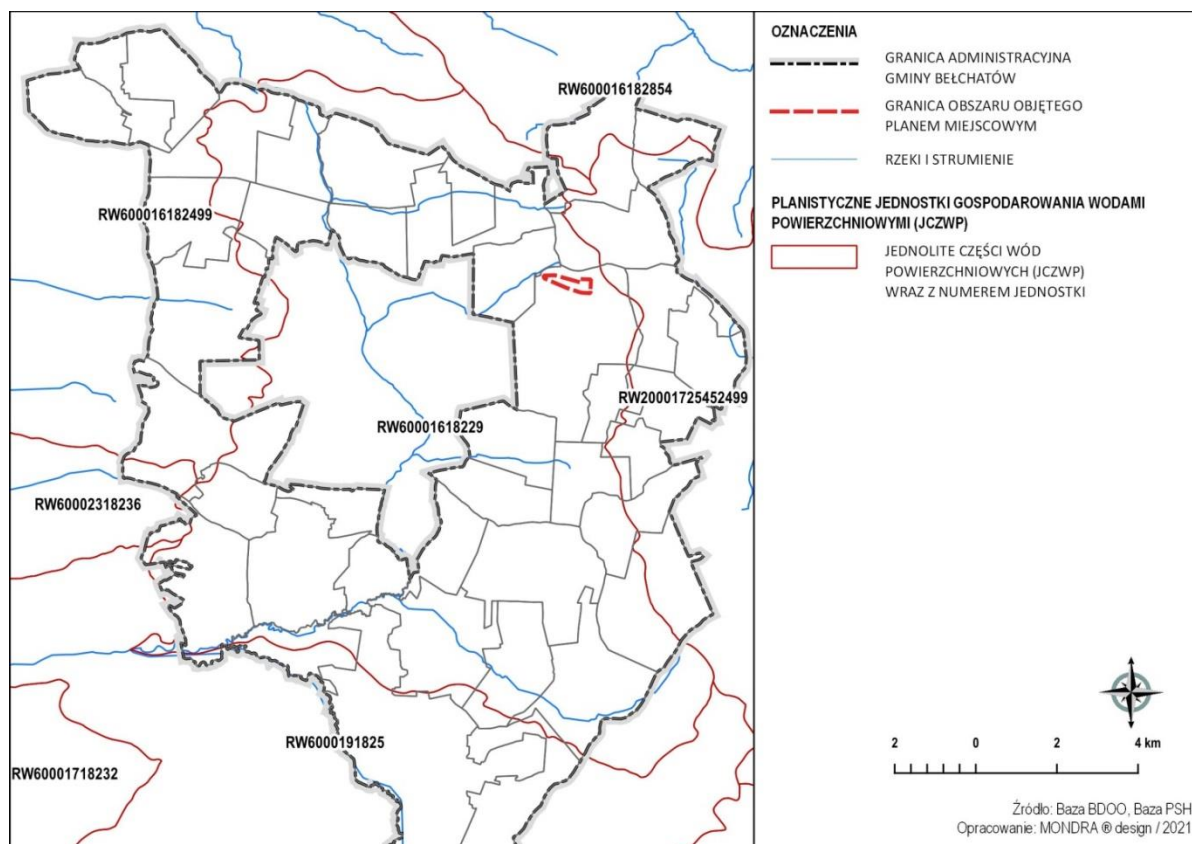 RW600016182854
RW600016182499
RW20001725452499
RW60001618229
RW60002318236
RW6000191825
RW60001718232
OZNACZENIA
GRANICA ADMINISTRACYJNA
GMINY BEŁCHATÓW
GRANICA OBSZARU OBJĘTEGO
PLANEM MIEJSCOWYM
RZEKI I STRUMIENIE
PLANISTYCZNE JEDNOSTKI GOSPODAROWANIA WODAMI
POWIERZCHNIOWYMI (JCZWP)
JEDNOLITE CZĘŚCI WÓD
POWIERZCHNIOWYCH (JCZWP)
WRAZ Z NUMEREM JEDNOSTKI
2 0 2 4 km
Źródło: Baza BDOO, Baza PSH
Opracowanie: MONDRA ® design / 2021